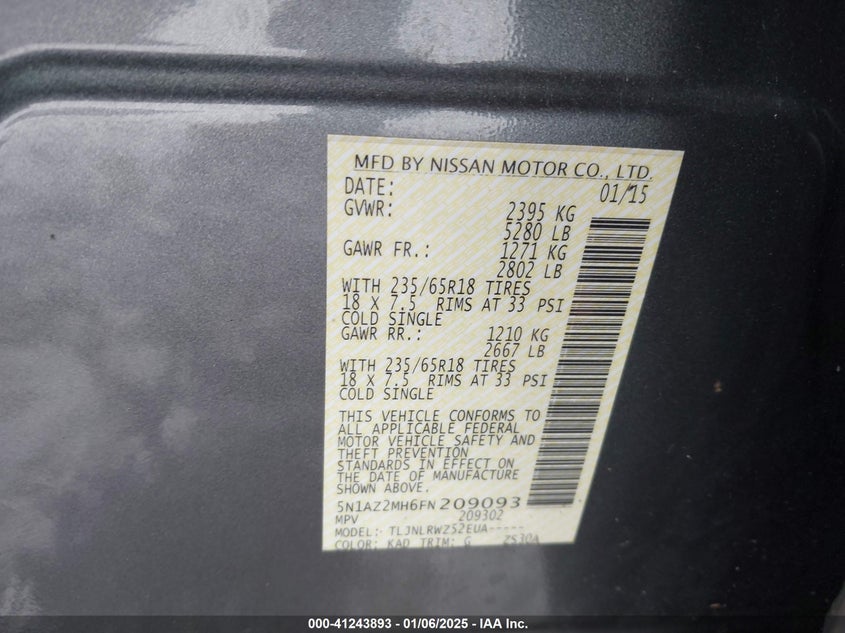 MFD BY NISSAN MOTOR CO., LTD.
DATE: 01/15
GVWR: 2395 KG
5280 LB
GAWR FR.: 1271 KG
2802 LB
WITH 235/65R18 TIRES
18 X 7.5 RIMS AT 33 PSI
COLD SINGLE
GAWR RR.: 1210 KG
2667 LB
WITH 235/65R18 TIRES
18 X 7.5 RIMS AT 33 PSI
COLD SINGLE
THIS VEHICLE CONFORMS TO
ALL APPLICABLE FEDERAL
MOTOR VEHICLE SAFETY AND
THEFT PREVENTION
STANDARDS IN EFFECT ON
THE DATE OF MANUFACTURE
SHOWN ABOVE.
5N1AZ2MH6FN209093
MPV 209302
MODEL: TLJNLRWZ52EUA-----
COLOR: KAD TRIM: G ZS30A
000-41243893 - 01/06/2025 - IAA Inc.